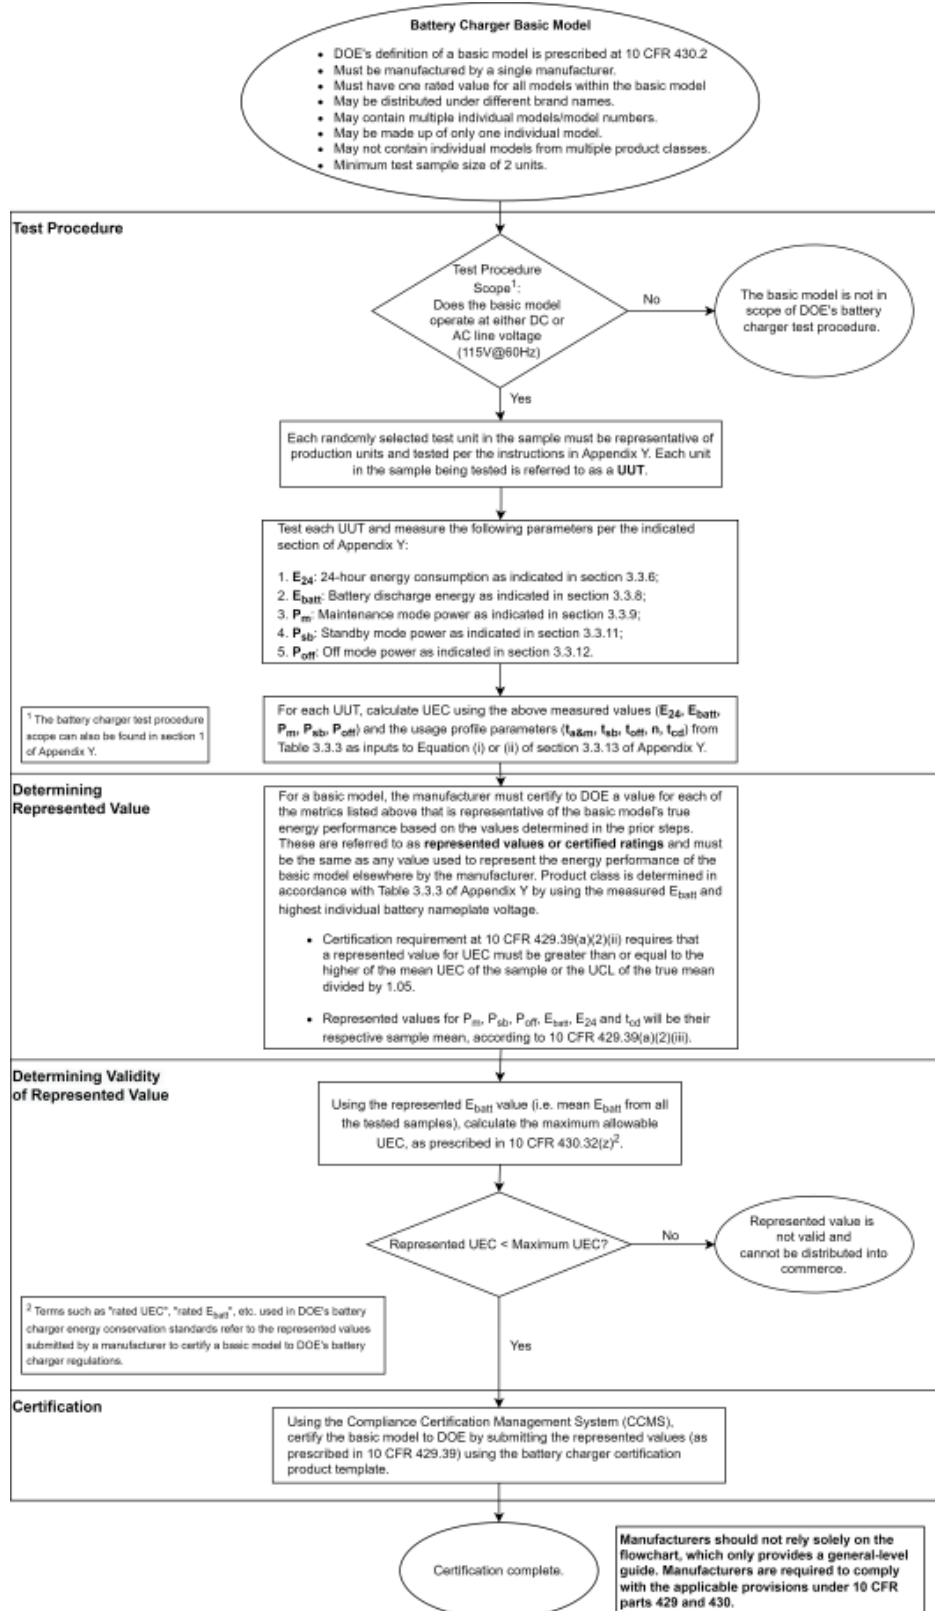 Battery Charger Basic Model
• DOE's definition of a basic model is prescribed at 10 CFR 430.2
• Must be manufactured by a single manufacturer.
• Must have one rated value for all models within the basic model
• May be distributed under different brand names.
• May contain multiple individual models/model numbers.
• May be made up of only one individual model.
• May not contain individual models from multiple product classes.
• Minimum test sample size of 2 units.
Test Procedure
Test Procedure
Scope1:
Does the basic model
operate at either DC or
AC line voltage
(115V@60Hz)
No
The basic model is not in
scope of DOE's battery
charger test procedure.
Yes
Each randomly selected test unit in the sample must be representative of
production units and tested per the instructions in Appendix Y. Each unit
in the sample being tested is referred to as a UUT.
Test each UUT and measure the following parameters per the indicated
section of Appendix Y:
1. E24: 24-hour energy consumption as indicated in section 3.3.6;
2. Ebatt: Battery discharge energy as indicated in section 3.3.8;
3. Pm: Maintenance mode power as indicated in section 3.3.9;
4. Psb: Standby mode power as indicated in section 3.3.11;
5. Poff: Off mode power as indicated in section 3.3.12.
For each UUT, calculate UEC using the above measured values (E24, Ebatt,
Pm, Psb, Poff) and the usage profile parameters (ta&m, tsb, toff, n, tcd) from
Table 3.3.3 as inputs to Equation (i) or (ii) of section 3.3.13 of Appendix Y.
1 The battery charger test procedure
scope can also be found in section 1
of Appendix Y.
Determining
Represented Value
For a basic model, the manufacturer must certify to DOE a value for each of
the metrics listed above that is representative of the basic model's true
energy performance based on the values determined in the prior steps.
These are referred to as represented values or certified ratings and must
be the same as any value used to represent the energy performance of the
basic model elsewhere by the manufacturer. Product class is determined in
accordance with Table 3.3.3 of Appendix Y by using the measured Ebatt and
highest individual battery nameplate voltage.
• Certification requirement at 10 CFR 429.39(a)(2)(ii) requires that
a represented value for UEC must be greater than or equal to the
higher of the mean UEC of the sample or the UCL of the true mean
divided by 1.05.
• Represented values for Pm, Psb, Poff, Ebatt, E24 and tcd will be their
respective sample mean, according to 10 CFR 429.39(a)(2)(iii).
Determining Validity
of Represented Value
Using the represented Ebatt value (i.e. mean Ebatt from all
the tested samples), calculate the maximum allowable
UEC, as prescribed in 10 CFR 430.32(z)2.
Represented UEC < Maximum UEC?
No
Represented value is
not valid and
cannot be distributed into
commerce.
2 Terms such as "rated UEC", "rated Ebatt", etc. used in DOE's battery
charger energy conservation standards refer to the represented values
submitted by a manufacturer to certify a basic model to DOE's battery
charger regulations.
Yes
Certification
Using the Compliance Certification Management System (CCMS),
certify the basic model to DOE by submitting the represented values (as
prescribed in 10 CFR 429.39) using the battery charger certification
product template.
Certification complete.
Manufacturers should not rely solely on the
flowchart, which only provides a general-level
guide. Manufacturers are required to comply
with the applicable provisions under 10 CFR
parts 429 and 430.